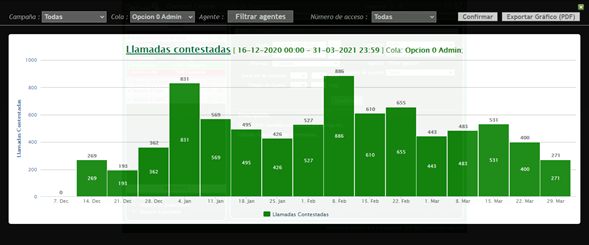 Campaña : Todas Cola : Opcion 0 Admin Agente : Filtrar agentes Número de acceso : Todas Confirmar Exportar Gráfico (PDF)
Llamadas contestadas [ 16-12-2020 00:00 - 31-03-2021 23:59 ] Cola: Opcion 0 Admin;
Llamadas Contestadas
1000
800
600
400
200
0
0 269 193 362 831 569 495 426 527 886 610 655 443 485 531 400 271
269 193 362 831 569 495 426 527 886 610 655 443 483 531 400 271
7. Dec 14. Dec 21. Dec 28. Dec 4. Jan 11. Jan 18. Jan 25. Jan 1. Feb 8. Feb 15. Feb 22. Feb 1. Mar 8. Mar 15. Mar 22. Mar 29. Mar
Llamadas Contestadas